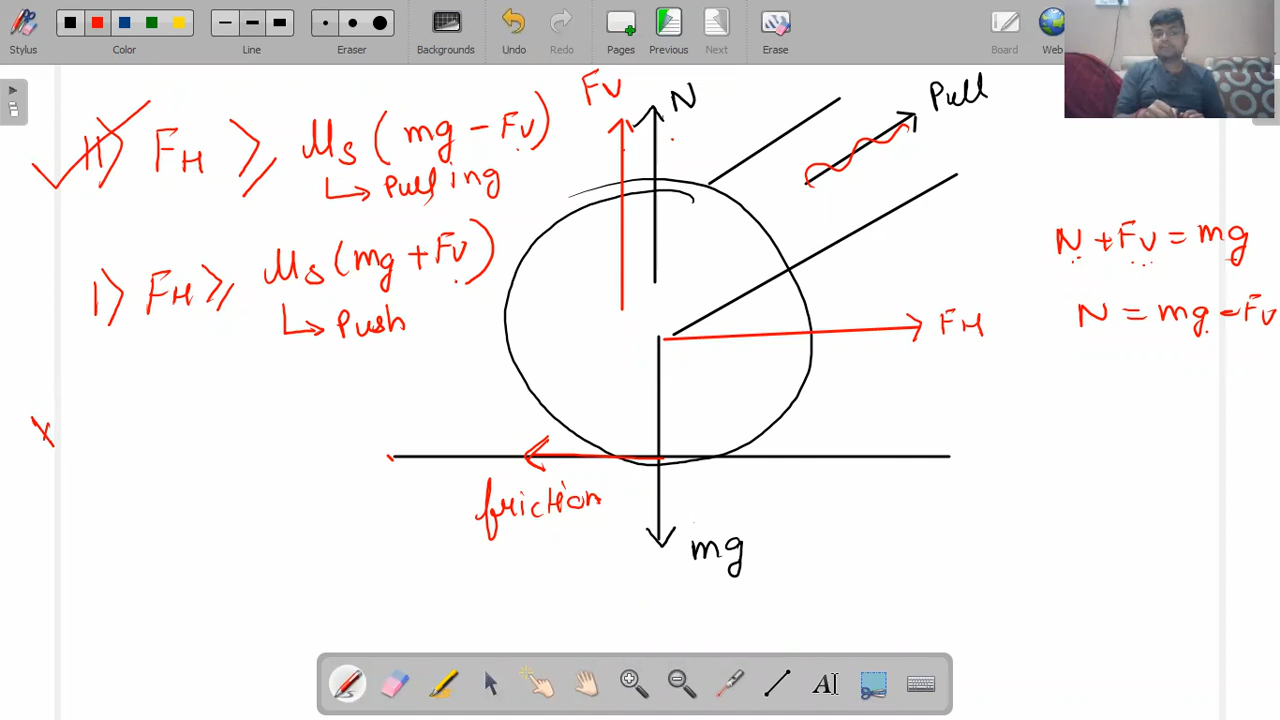 Stylus
Color
Line
Eraser
Backgrounds
Undo
Redo
Pages
Previous
Next
Erase
Board
Web
II) FH ≥ μs (mg - Fv)
↳ Pulling
I) FH ≥ μs (mg + Fv)
↳ Push
Fv
N
Pull
FH
N + Fv = mg
N = mg - Fv
friction
mg
AI